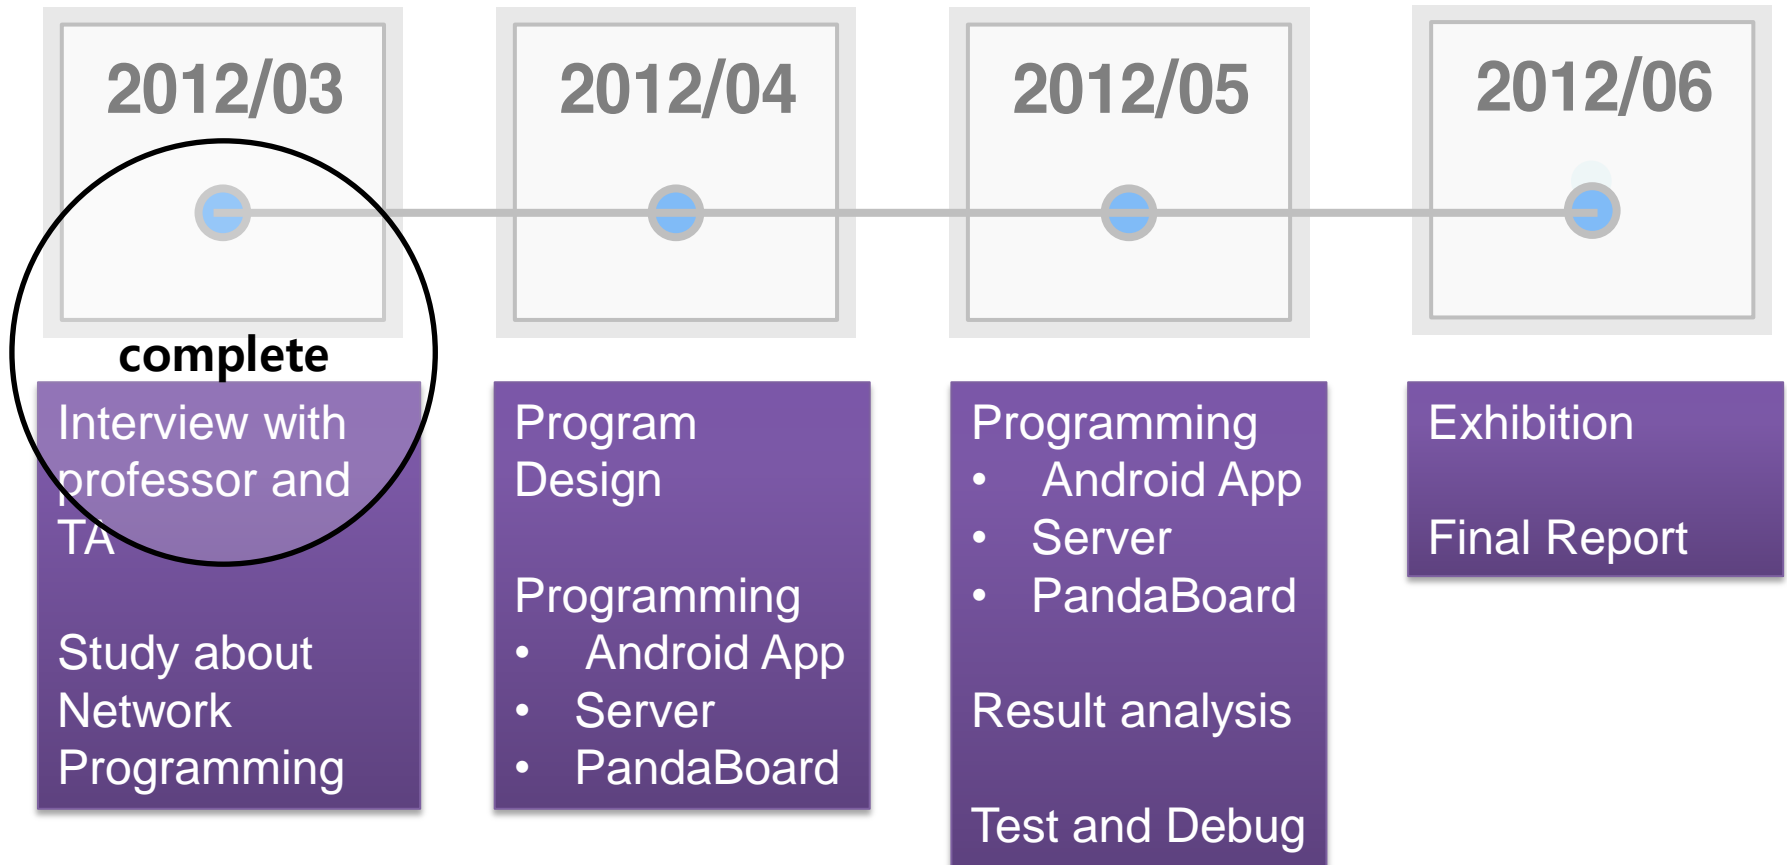 2012/03
complete
Interview with
professor and
TA
Study about
Network
Programming
2012/04
Program
Design
Programming
• Android App
• Server
• PandaBoard
2012/05
Programming
• Android App
• Server
• PandaBoard
Result analysis
Test and Debug
2012/06
Exhibition
Final Report